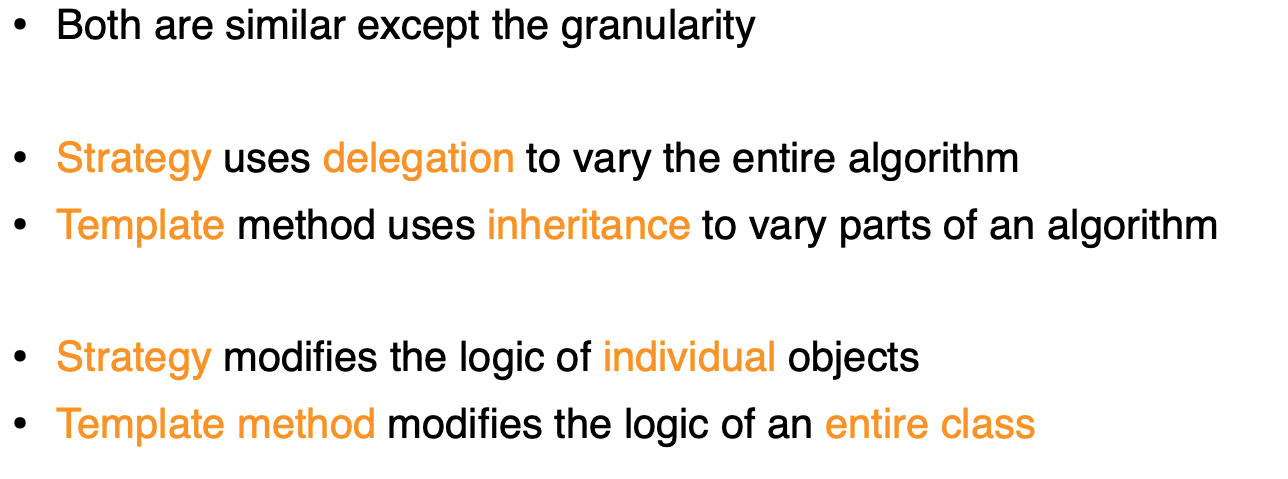 • Both are similar except the granularity
• Strategy uses delegation to vary the entire algorithm
• Template method uses inheritance to vary parts of an algorithm
• Strategy modifies the logic of individual objects
• Template method modifies the logic of an entire class